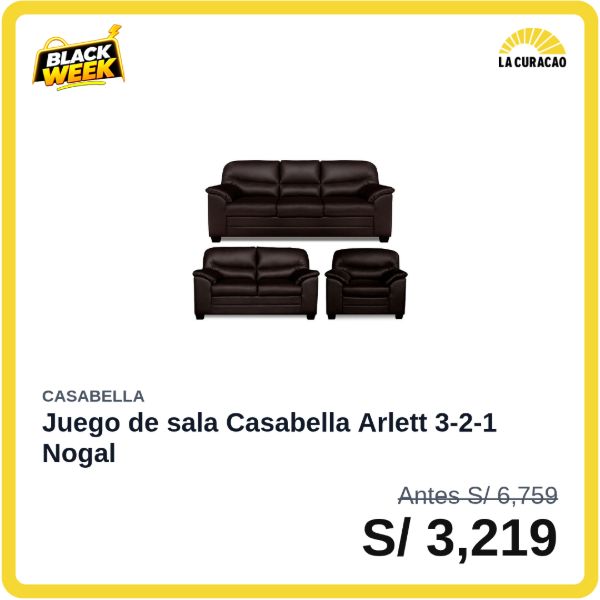 BLACK
WEEK
LA CURACAO
CASABELLA
Juego de sala Casabella Arlett 3-2-1
Nogal
Antes S/ 6,759
S/ 3,219